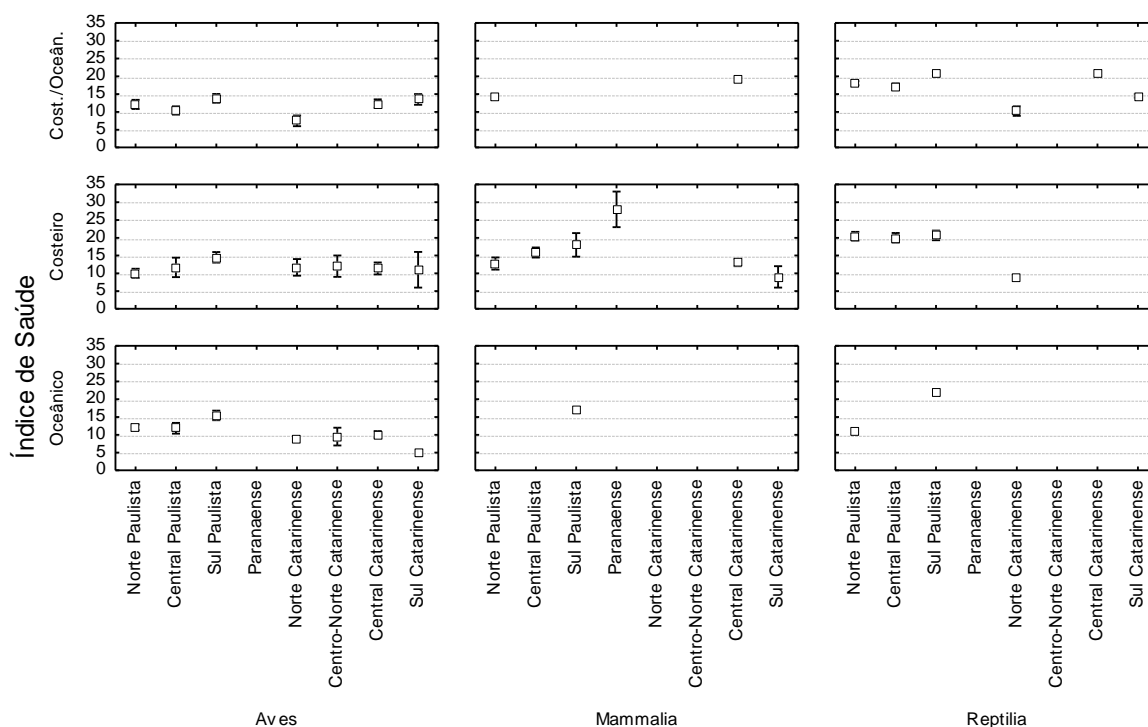 Índice de Saúde
Cost./Oceân.
35
30
25
20
15
10
5
0
Costeiro
35
30
25
20
15
10
5
0
Oceânico
35
30
25
20
15
10
5
0
Norte Paulista
Central Paulista
Sul Paulista
Paranaense
Norte Catarinense
Centro-Norte Catarinense
Central Catarinense
Sul Catarinense
Aves
Norte Paulista
Central Paulista
Sul Paulista
Paranaense
Norte Catarinense
Centro-Norte Catarinense
Central Catarinense
Sul Catarinense
Mammalia
Norte Paulista
Central Paulista
Sul Paulista
Paranaense
Norte Catarinense
Centro-Norte Catarinense
Central Catarinense
Sul Catarinense
Reptilia